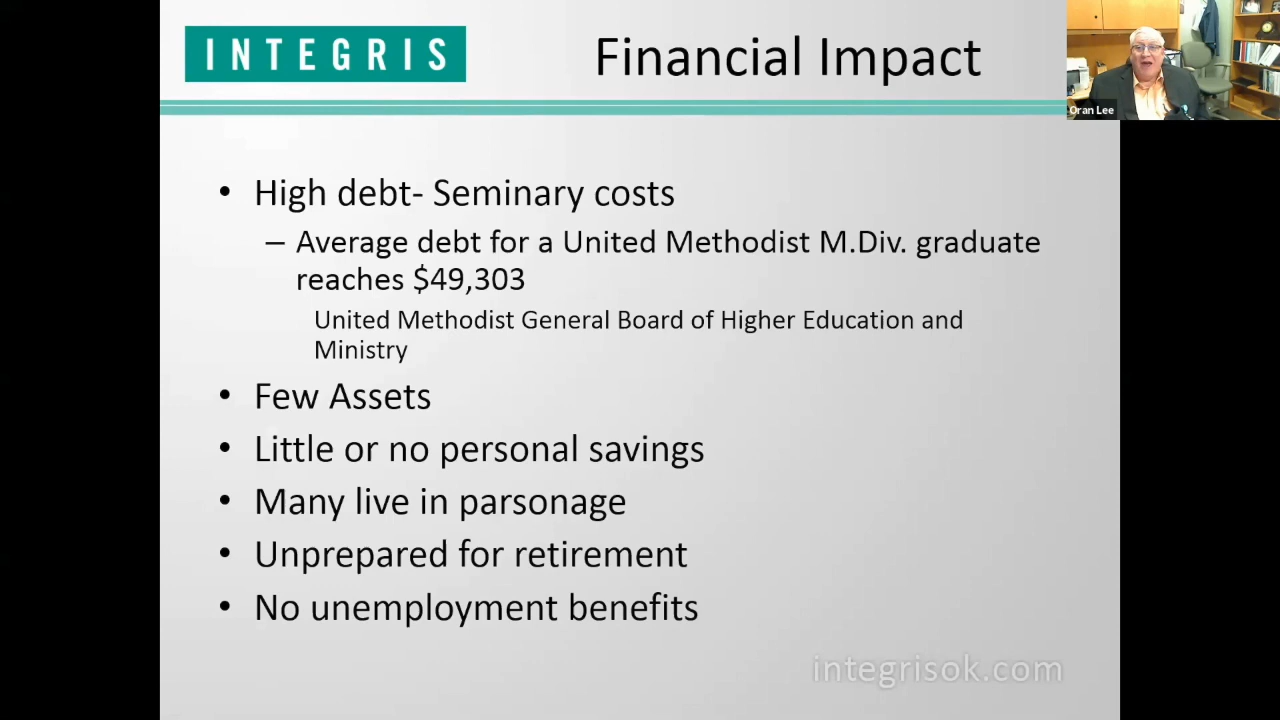 INTEGRIS
Financial Impact
Oran Lee
• High debt- Seminary costs
– Average debt for a United Methodist M.Div. graduate
reaches $49,303
United Methodist General Board of Higher Education and
Ministry
• Few Assets
• Little or no personal savings
• Many live in parsonage
• Unprepared for retirement
• No unemployment benefits
integrisok.com